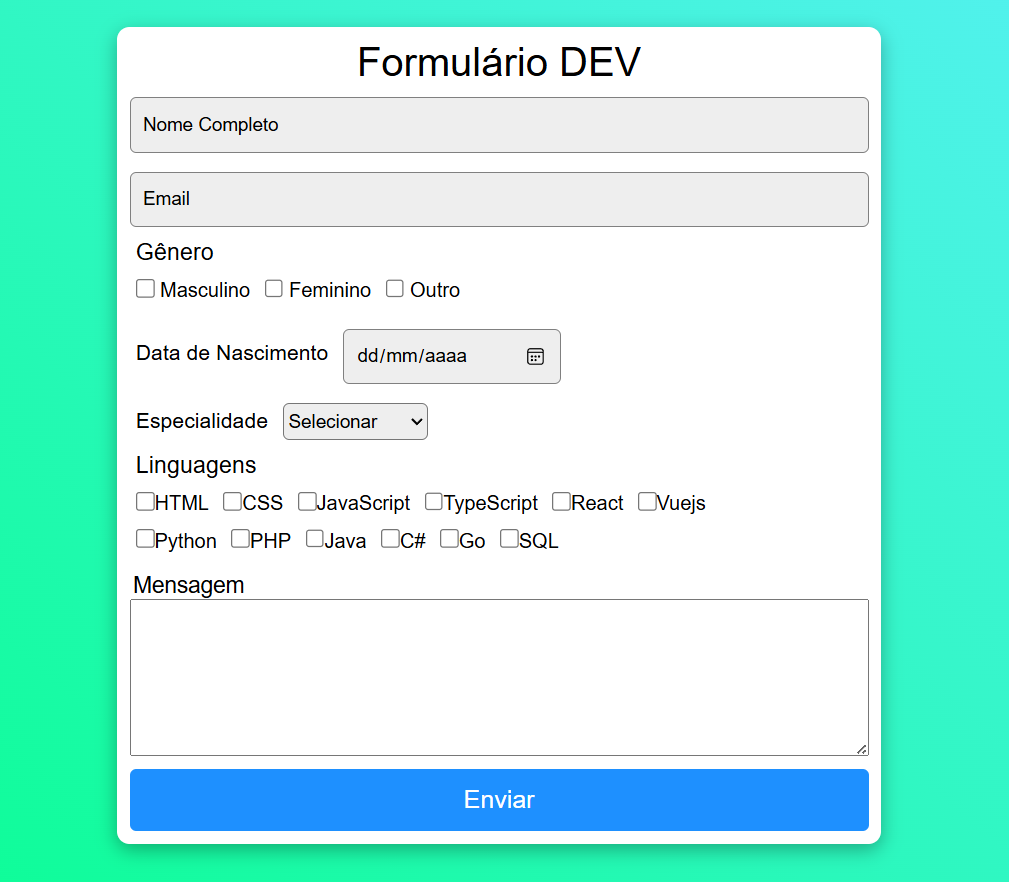 Formulário DEV
Nome Completo
Email
Gênero
Masculino Feminino Outro
Data de Nascimento dd/mm/aaaa
Especialidade Selecionar
Linguagens
HTML CSS JavaScript TypeScript React Vuejs
Python PHP Java C# Go SQL
Mensagem
Enviar